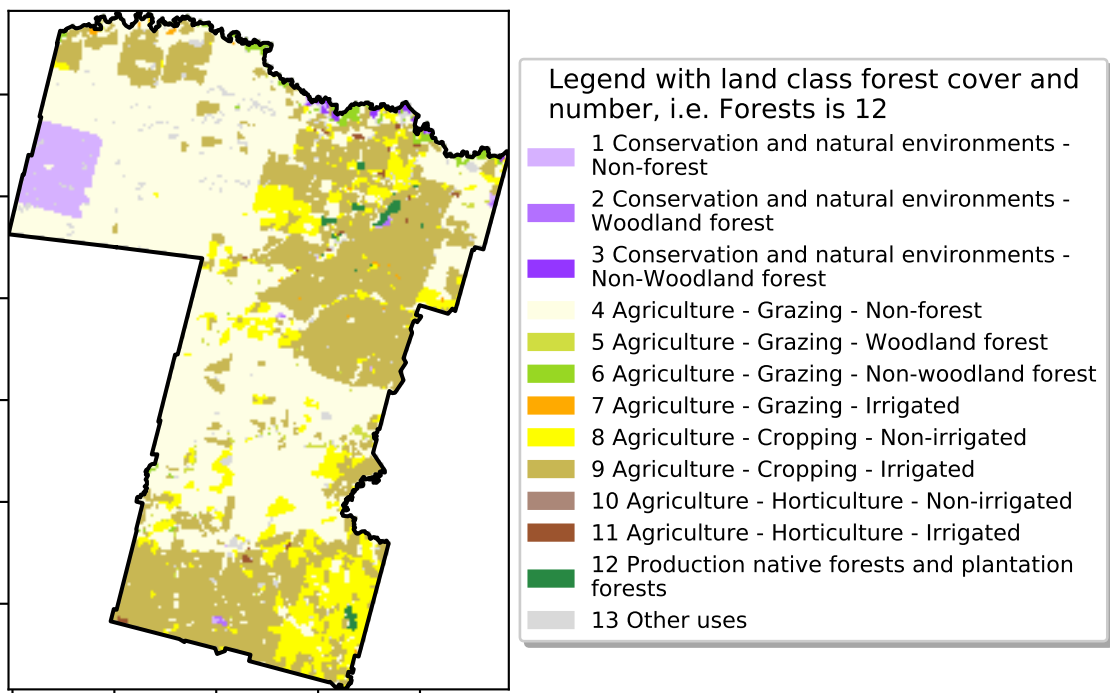 Legend with land class forest cover and
number, i.e. Forests is 12
1 Conservation and natural environments -
Non-forest
2 Conservation and natural environments -
Woodland forest
3 Conservation and natural environments -
Non-Woodland forest
4 Agriculture - Grazing - Non-forest
5 Agriculture - Grazing - Woodland forest
6 Agriculture - Grazing - Non-woodland forest
7 Agriculture - Grazing - Irrigated
8 Agriculture - Cropping - Non-irrigated
9 Agriculture - Cropping - Irrigated
10 Agriculture - Horticulture - Non-irrigated
11 Agriculture - Horticulture - Irrigated
12 Production native forests and plantation
forests
13 Other uses